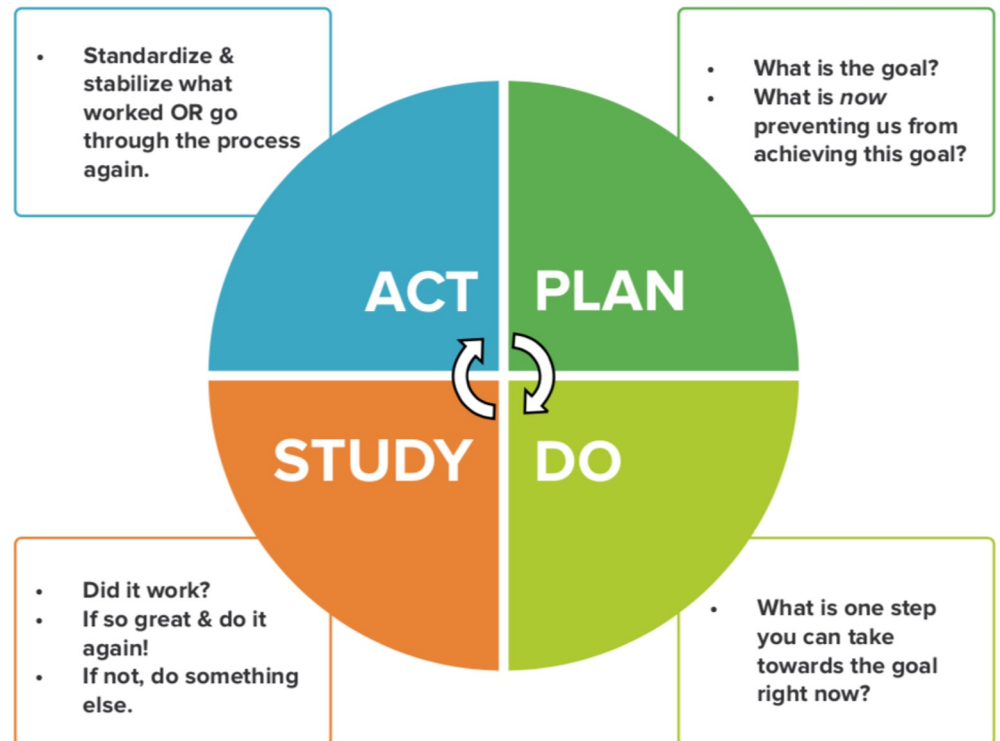 • Standardize &
stabilize what
worked OR go
through the process
again.
• What is the goal?
• What is now
preventing us from
achieving this goal?
ACT
PLAN
STUDY
DO
• Did it work?
• If so great & do it
again!
• If not, do something
else.
• What is one step
you can take
towards the goal
right now?